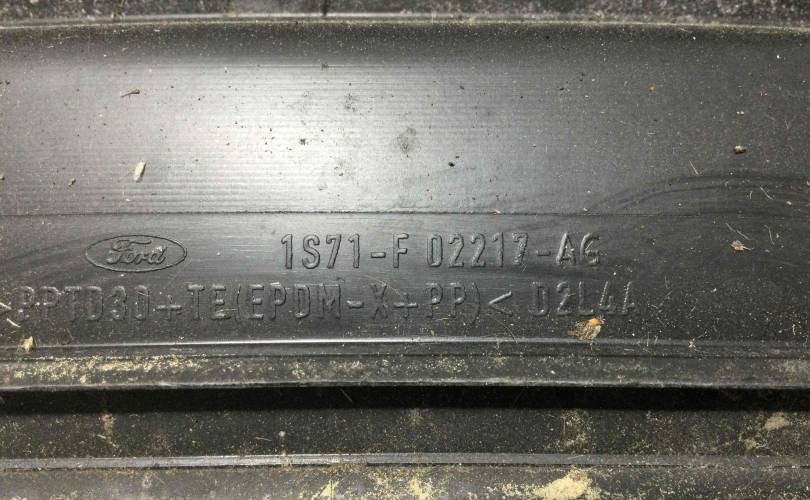 Ford 1S71-F 02217-AG
>PPTD30+TE(EPDM-X+PP)< D2L4A